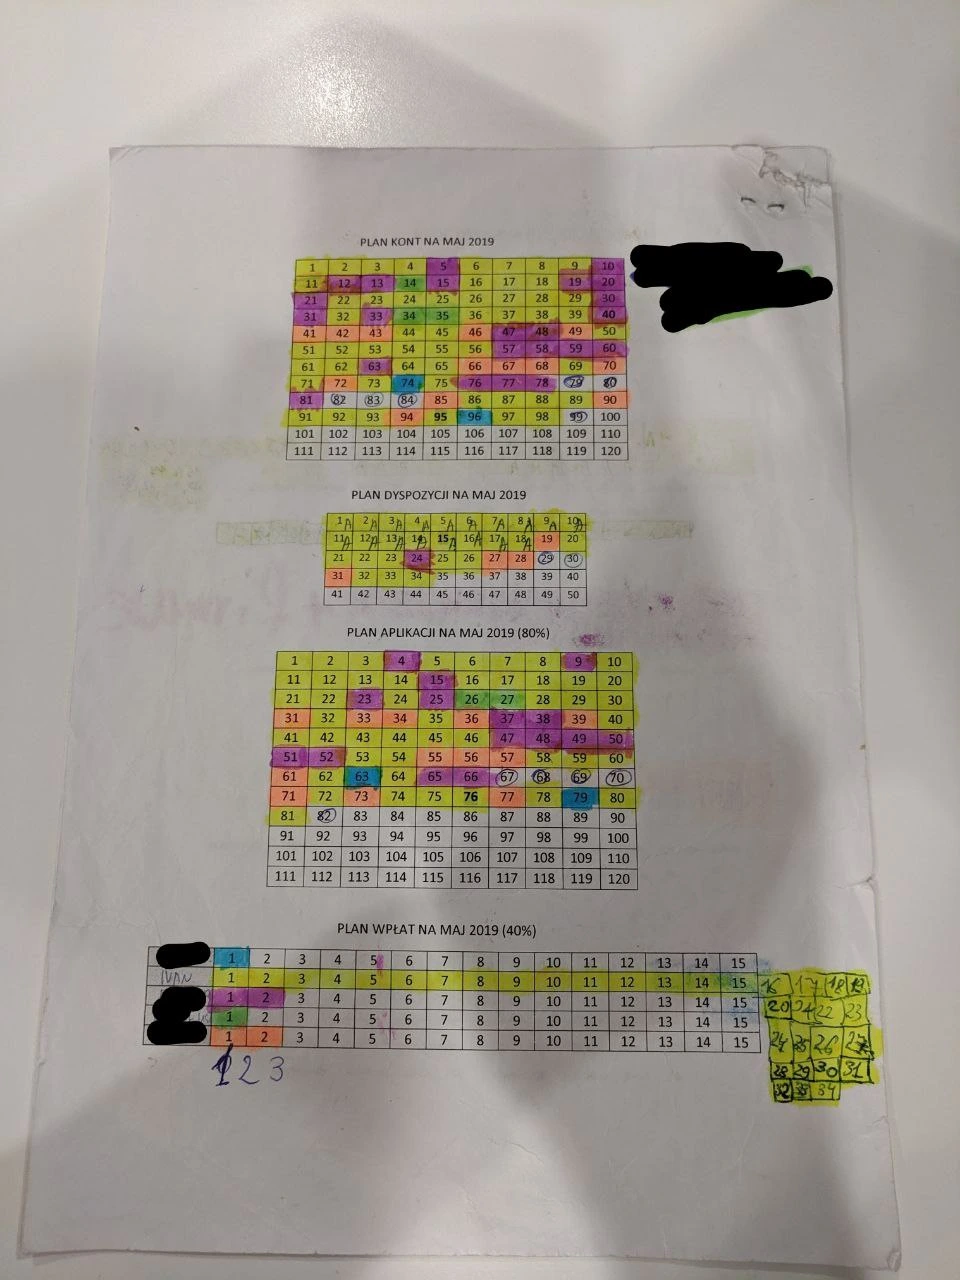 PLAN KONT NA MAJ 2019
1 2 3 4 5 6 7 8 9 10
11 12 13 14 15 16 17 18 19 20
21 22 23 24 25 26 27 28 29 30
31 32 33 34 35 36 37 38 39 40
41 42 43 44 45 46 47 48 49 50
51 52 53 54 55 56 57 58 59 60
61 62 63 64 65 66 67 68 69 70
71 72 73 74 75 76 77 78 79 80
81 82 83 84 85 86 87 88 89 90
91 92 93 94 95 96 97 98 99 100
101 102 103 104 105 106 107 108 109 110
111 112 113 114 115 116 117 118 119 120
PLAN DYSPOZYCJI NA MAJ 2019
1 A 2 A 3 A 4 A 5 A 6 A 7 A 8 A 9 A 10 A
11 A 12 A 13 A 14 A 15 A 16 A 17 A 18 A 19 20
21 22 23 24 25 26 27 28 29 30
31 32 33 34 35 36 37 38 39 40
41 42 43 44 45 46 47 48 49 50
PLAN APLIKACJI NA MAJ 2019 (80%)
1 2 3 4 5 6 7 8 9 10
11 12 13 14 15 16 17 18 19 20
21 22 23 24 25 26 27 28 29 30
31 32 33 34 35 36 37 38 39 40
41 42 43 44 45 46 47 48 49 50
51 52 53 54 55 56 57 58 59 60
61 62 63 64 65 66 67 68 69 70
71 72 73 74 75 76 77 78 79 80
81 82 83 84 85 86 87 88 89 90
91 92 93 94 95 96 97 98 99 100
101 102 103 104 105 106 107 108 109 110
111 112 113 114 115 116 117 118 119 120
PLAN WPŁAT NA MAJ 2019 (40%)
1 2 3 4 5 6 7 8 9 10 11 12 13 14 15
IVAN 1 2 3 4 5 6 7 8 9 10 11 12 13 14 15 16 17 18 19
1 2 3 4 5 6 7 8 9 10 11 12 13 14 15 20 21 22 23
1 2 3 4 5 6 7 8 9 10 11 12 13 14 15
1 2 3 4 5 6 7 8 9 10 11 12 13 14 15 24 25 26 27
1 2 3
28 29 30 31
32 33 34